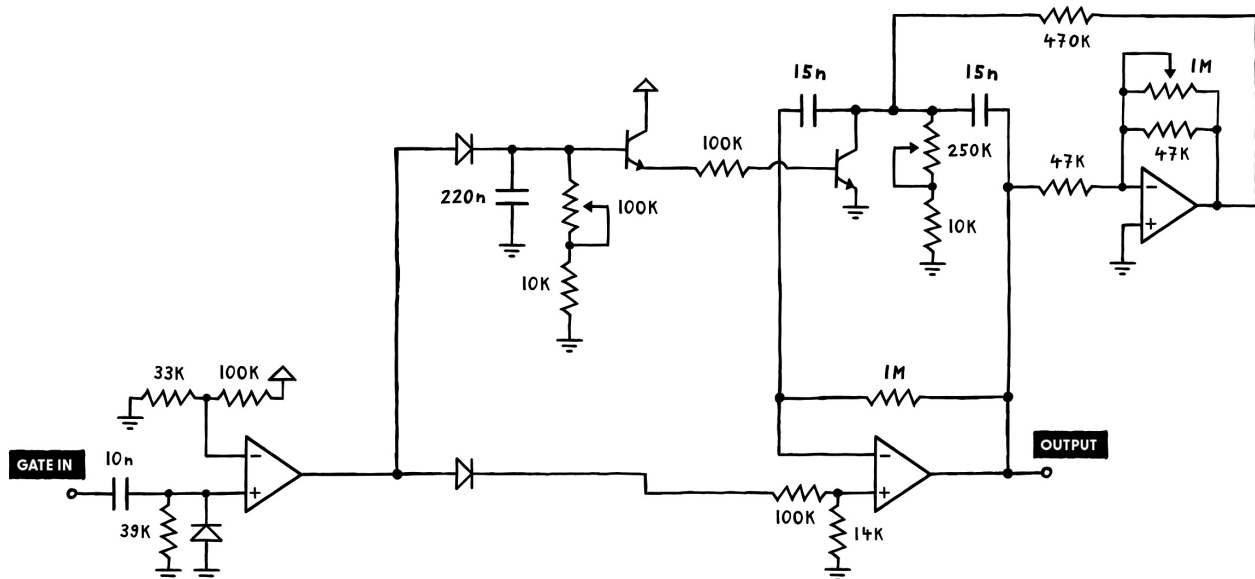 470K
15n
15n
1M
100K
250K
47K
47K
220n
100K
10K
10K
33K
100K
1M
GATE IN
10n
OUTPUT
-
+
-
+
-
+
39K
100K
14K